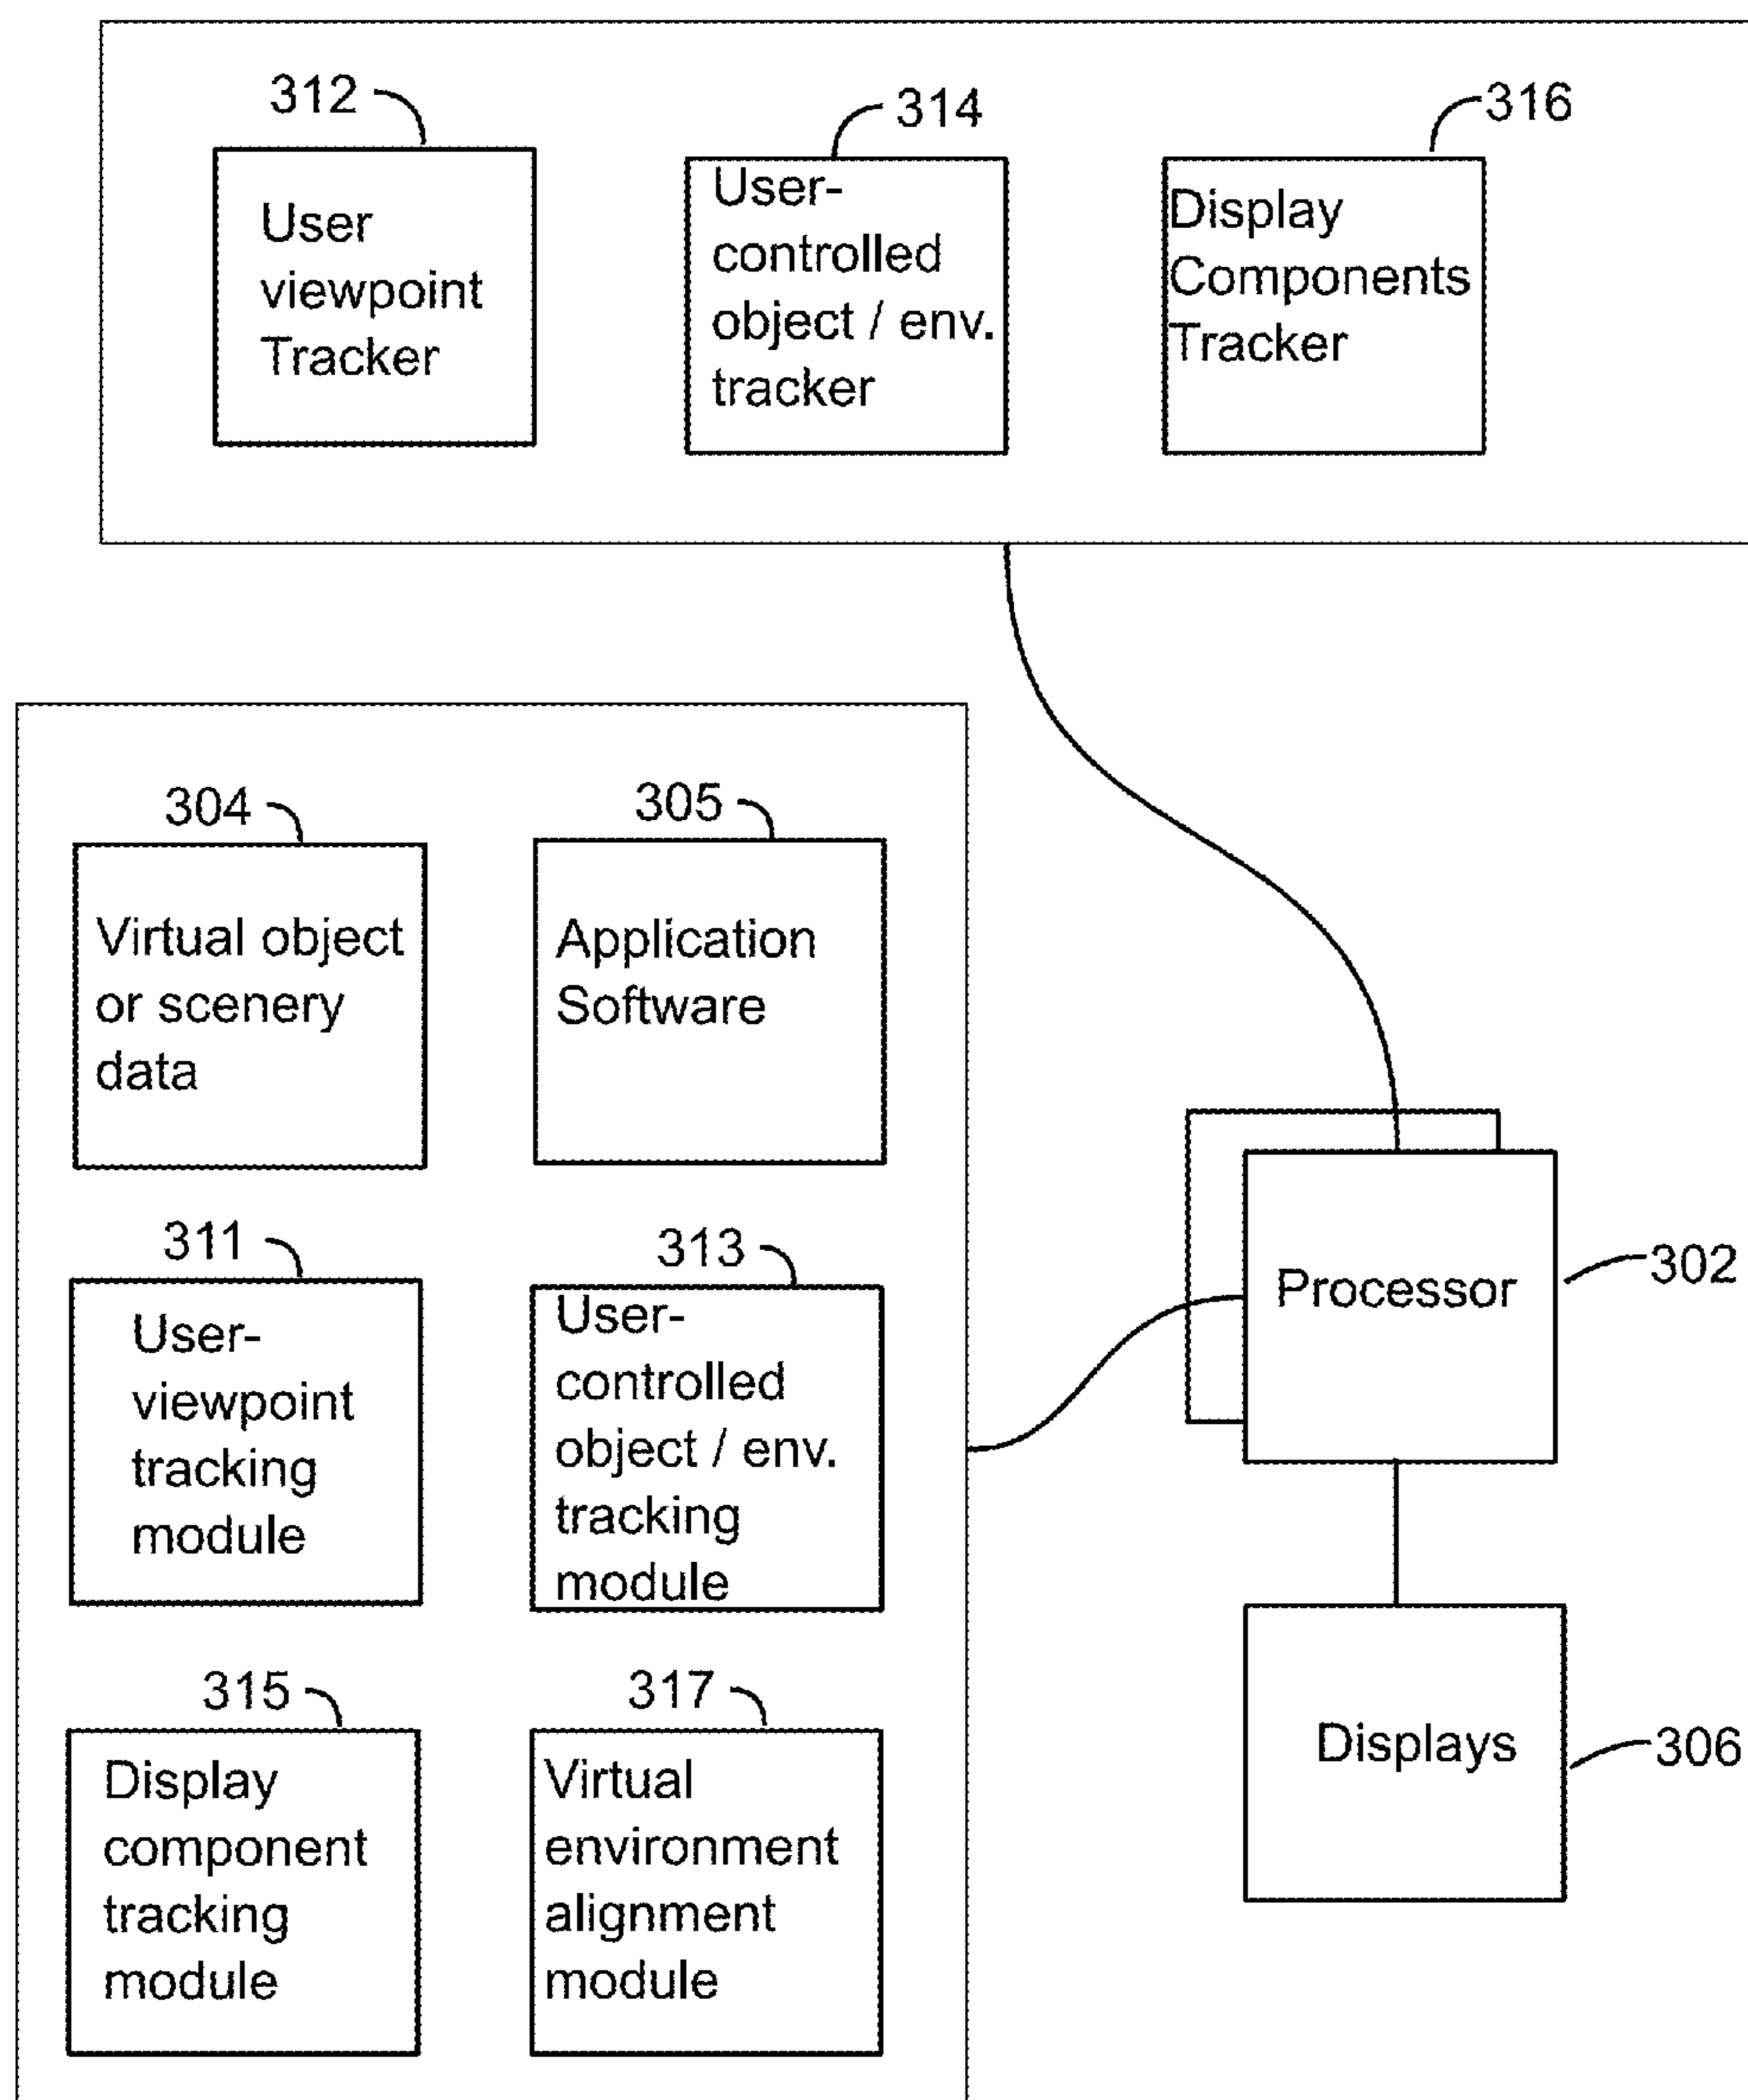 312
314
316
User
viewpoint
Tracker
User-
controlled
object / env.
tracker
Display
Components
Tracker
304
305
Virtual object
or scenery
data
Application
Software
311
313
User-
viewpoint
tracking
module
User-
controlled
object / env.
tracking
module
Processor
302
315
317
Display
component
tracking
module
Virtual
environment
alignment
module
Displays
306